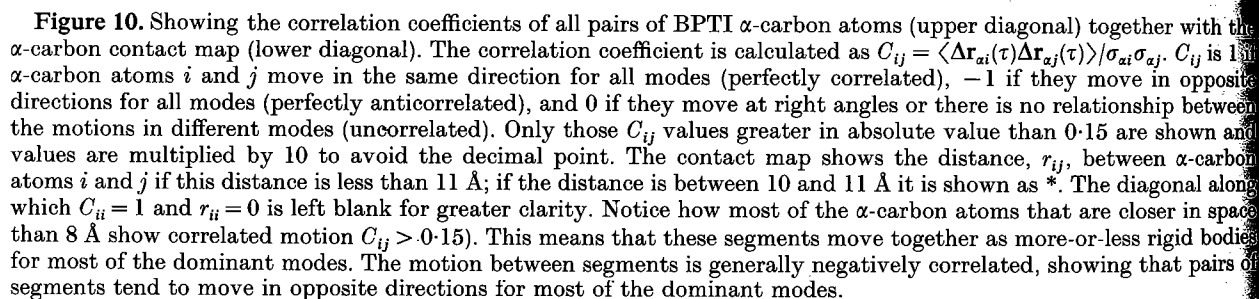 Figure 10. Showing the correlation coefficients of all pairs of BPTI α-carbon atoms (upper diagonal) together with the
α-carbon contact map (lower diagonal). The correlation coefficient is calculated as C_ij = ⟨Δr_αi(τ)Δr_αj(τ)⟩/σ_αiσ_αj. C_ij is 1 if
α-carbon atoms i and j move in the same direction for all modes (perfectly correlated), −1 if they move in opposite
directions for all modes (perfectly anticorrelated), and 0 if they move at right angles or there is no relationship between
the motions in different modes (uncorrelated). Only those C_ij values greater in absolute value than 0·15 are shown and
values are multiplied by 10 to avoid the decimal point. The contact map shows the distance, r_ij, between α-carbon
atoms i and j if this distance is less than 11 Å; if the distance is between 10 and 11 Å it is shown as *. The diagonal along
which C_ii = 1 and r_ii = 0 is left blank for greater clarity. Notice how most of the α-carbon atoms that are closer in space
than 8 Å show correlated motion C_ij > 0·15). This means that these segments move together as more-or-less rigid bodies
for most of the dominant modes. The motion between segments is generally negatively correlated, showing that pairs of
segments tend to move in opposite directions for most of the dominant modes.